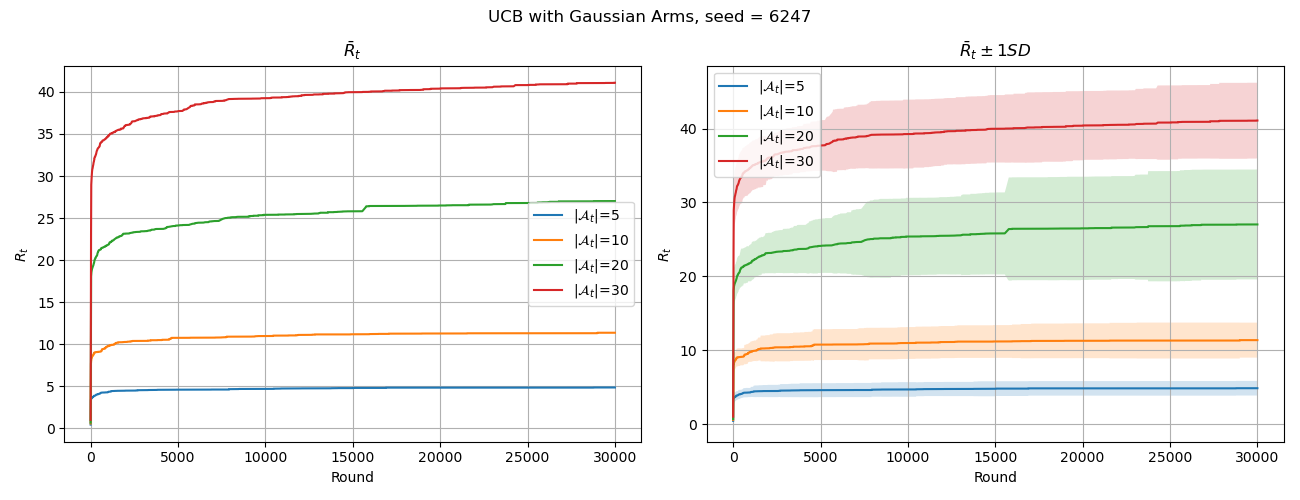 UCB with Gaussian Arms, seed = 6247
R̄ₜ
40
35
30
25
20
15
10
5
0
Rₜ
0 5000 10000 15000 20000 25000 30000
Round
|𝒜ₜ|=5
|𝒜ₜ|=10
|𝒜ₜ|=20
|𝒜ₜ|=30
R̄ₜ ± 1SD
|𝒜ₜ|=5
|𝒜ₜ|=10
|𝒜ₜ|=20
|𝒜ₜ|=30
40
30
20
10
0
Rₜ
0 5000 10000 15000 20000 25000 30000
Round